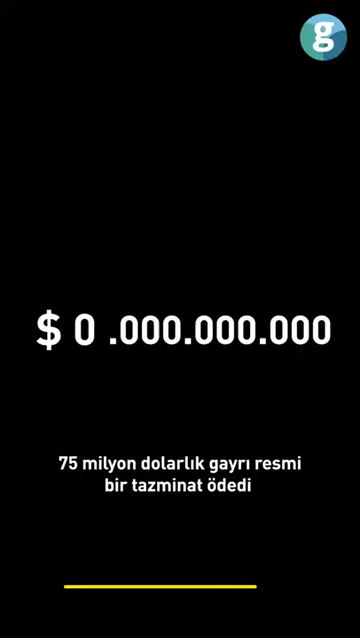 g
$ 0 .000.000.000
75 milyon dolarlık gayrı resmi
bir tazminat ödedi